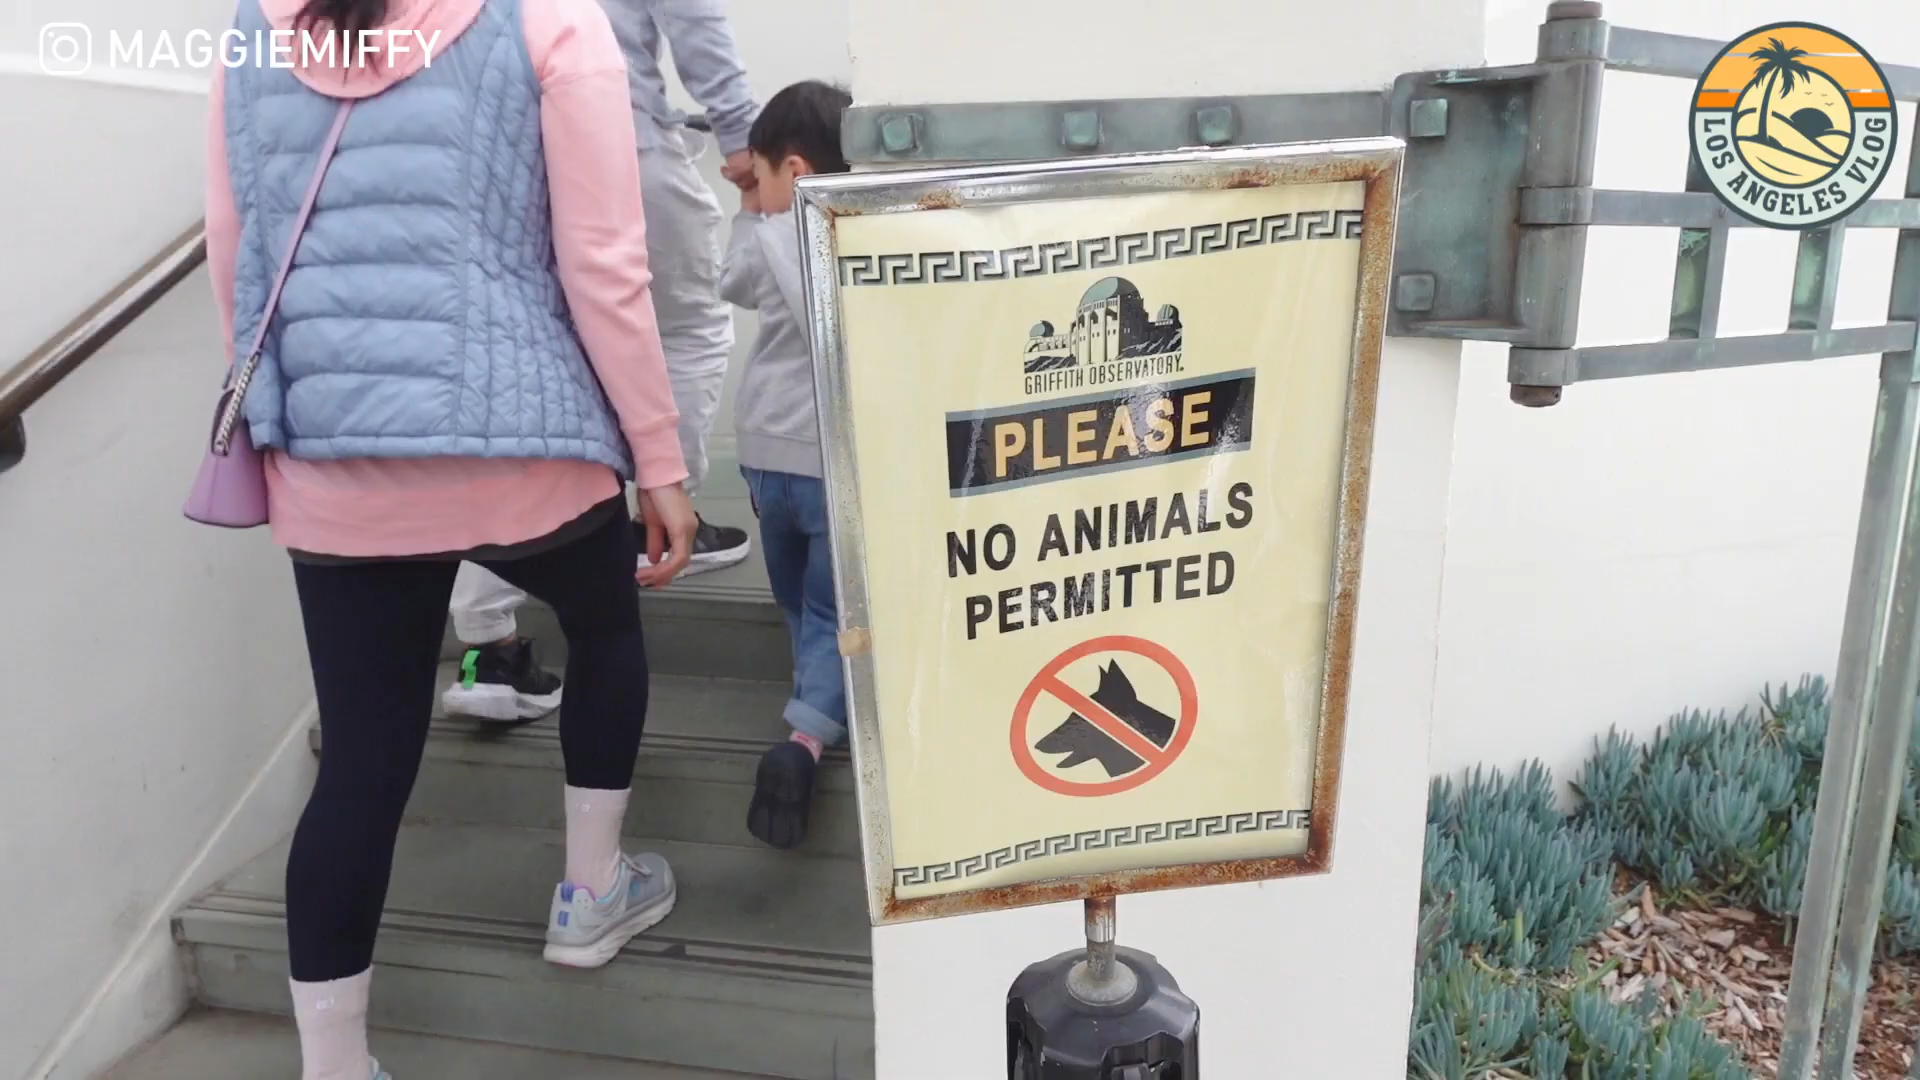 MAGGIEMIFFY
LOS ANGELES VLOG
GRIFFITH OBSERVATORY
PLEASE
NO ANIMALS
PERMITTED